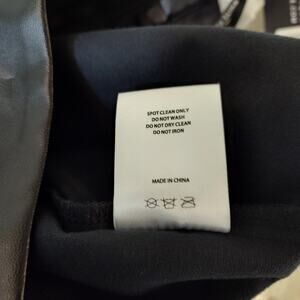 SPOT CLEAN ONLY
DO NOT WASH
DO NOT DRY CLEAN
DO NOT IRON
MADE IN CHINA